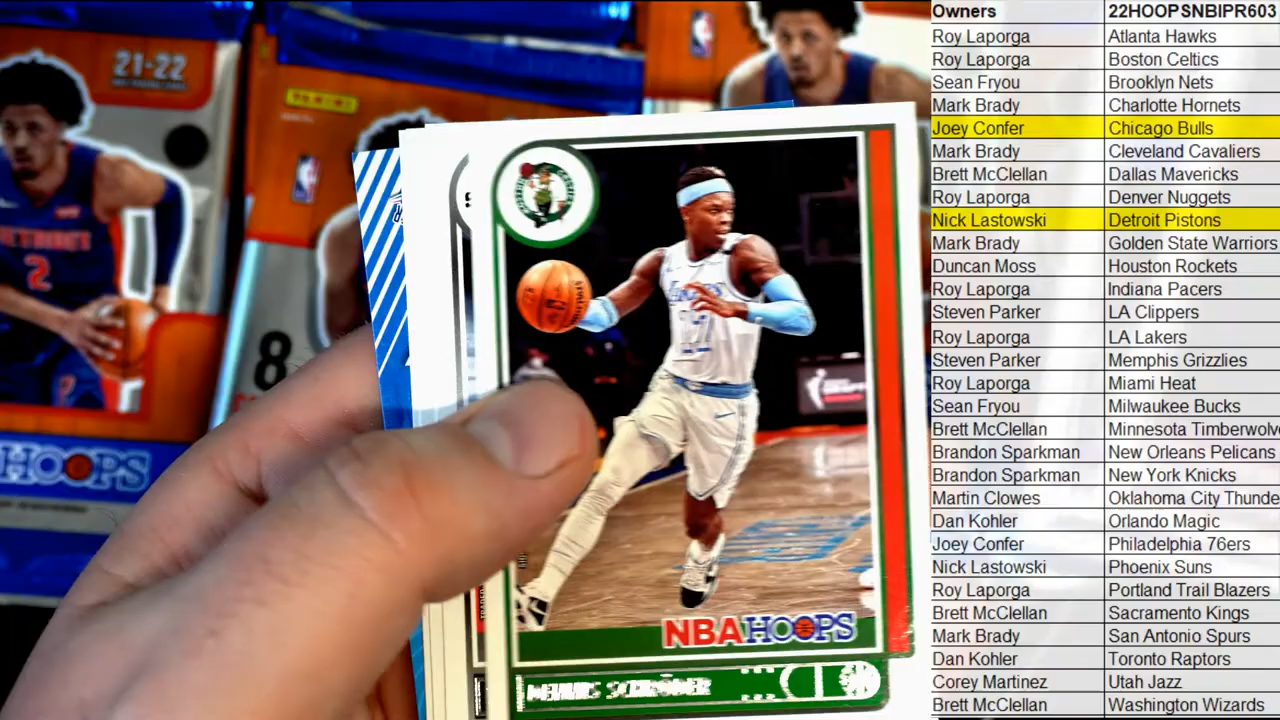 Owners 22HOOPSNBIPR603
Roy Laporga Atlanta Hawks
Roy Laporga Boston Celtics
Sean Fryou Brooklyn Nets
Mark Brady Charlotte Hornets
Joey Confer Chicago Bulls
Mark Brady Cleveland Cavaliers
Brett McClellan Dallas Mavericks
Roy Laporga Denver Nuggets
Nick Lastowski Detroit Pistons
Mark Brady Golden State Warriors
Duncan Moss Houston Rockets
Roy Laporga Indiana Pacers
Steven Parker LA Clippers
Roy Laporga LA Lakers
Steven Parker Memphis Grizzlies
Roy Laporga Miami Heat
Sean Fryou Milwaukee Bucks
Brett McClellan Minnesota Timberwolve
Brandon Sparkman New Orleans Pelicans
Brandon Sparkman New York Knicks
Martin Clowes Oklahoma City Thunde
Dan Kohler Orlando Magic
Joey Confer Philadelphia 76ers
Nick Lastowski Phoenix Suns
Roy Laporga Portland Trail Blazers
Brett McClellan Sacramento Kings
Mark Brady San Antonio Spurs
Dan Kohler Toronto Raptors
Corey Martinez Utah Jazz
Brett McClellan Washington Wizards
21-22
PANINI
2
8
HOOPS
NBA HOOPS